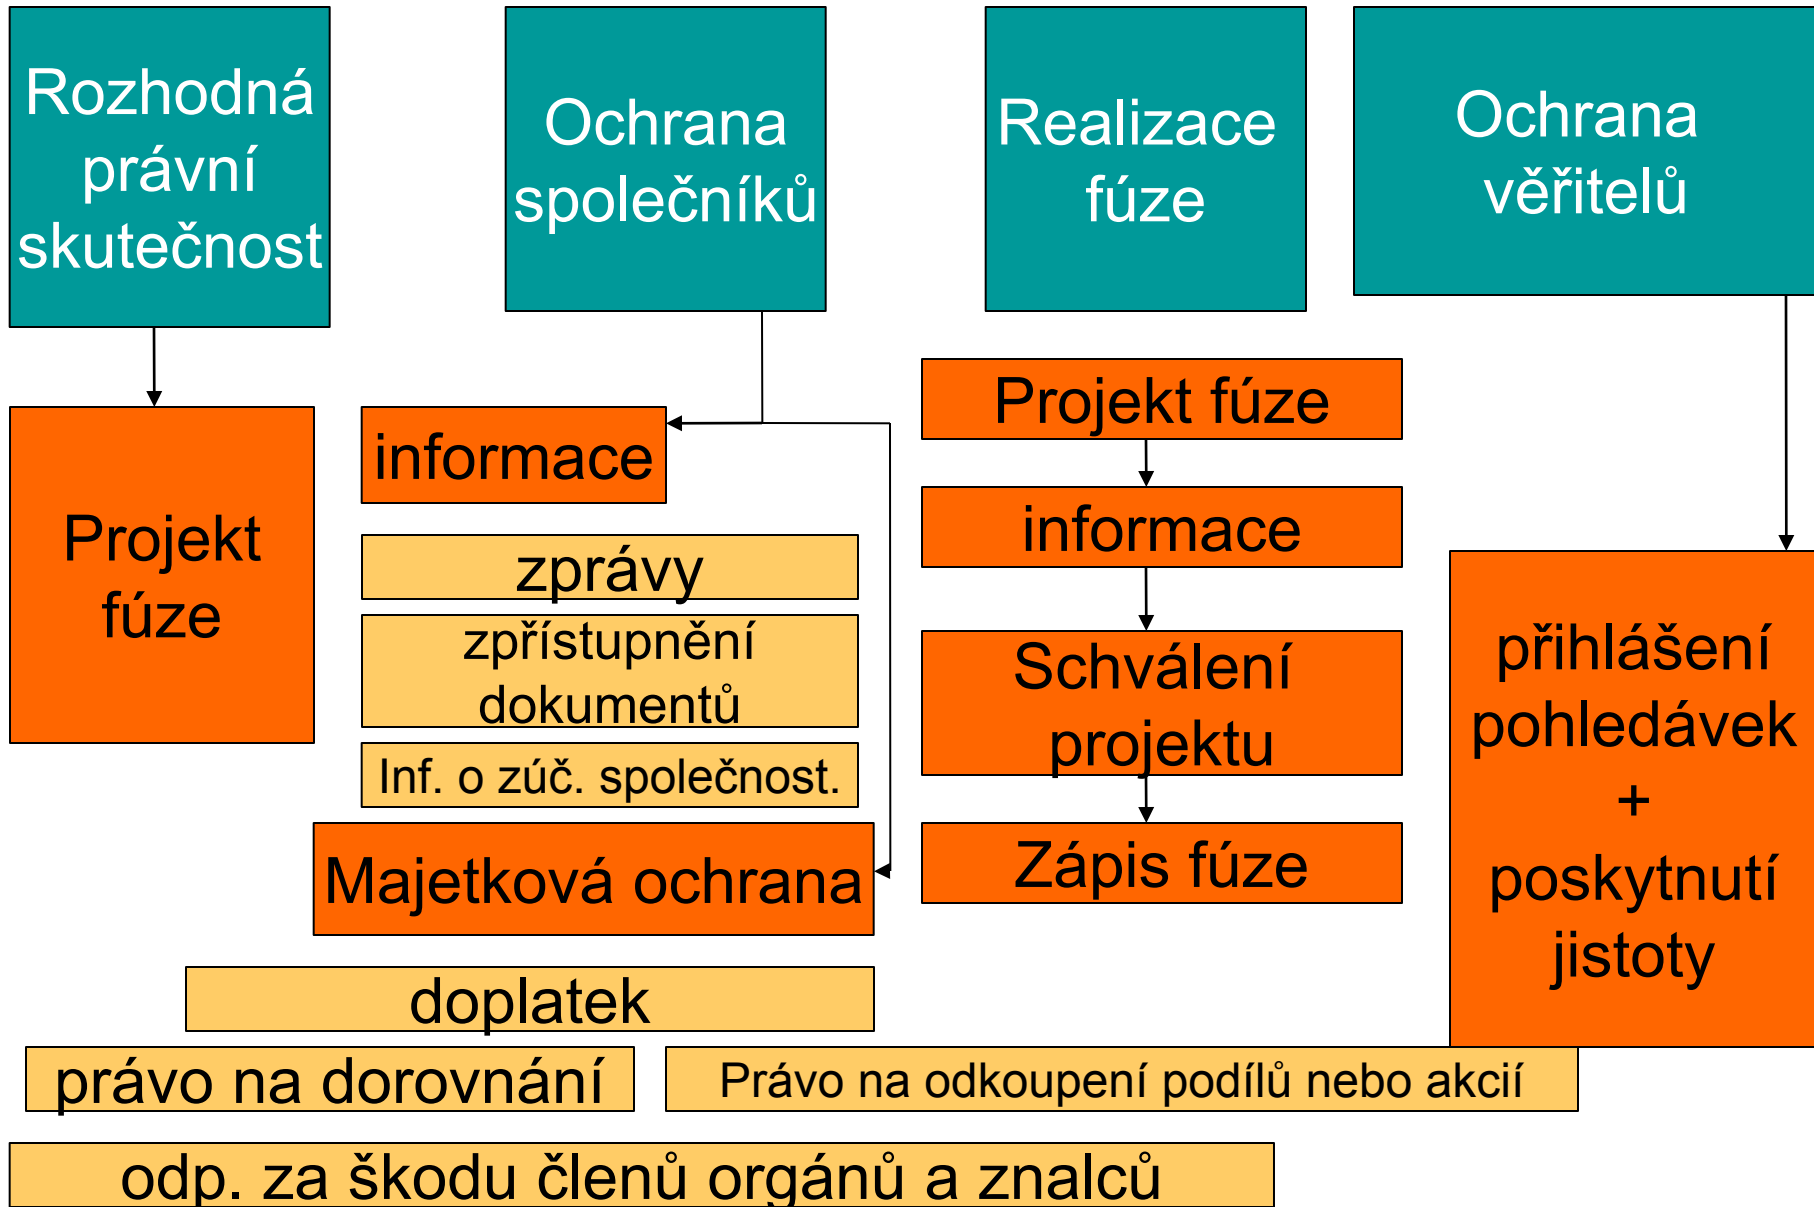 Rozhodná
právní
skutečnost
Ochrana
společníků
Realizace
fúze
Ochrana
věřitelů
Projekt
fúze
informace
zprávy
zpřístupnění
dokumentů
Inf. o zúč. společnost.
Majetková ochrana
doplatek
právo na dorovnání
Právo na odkoupení podílů nebo akcií
odp. za škodu členů orgánů a znalců
Projekt fúze
informace
Schválení
projektu
Zápis fúze
přihlášení
pohledávek
+
poskytnutí
jistoty